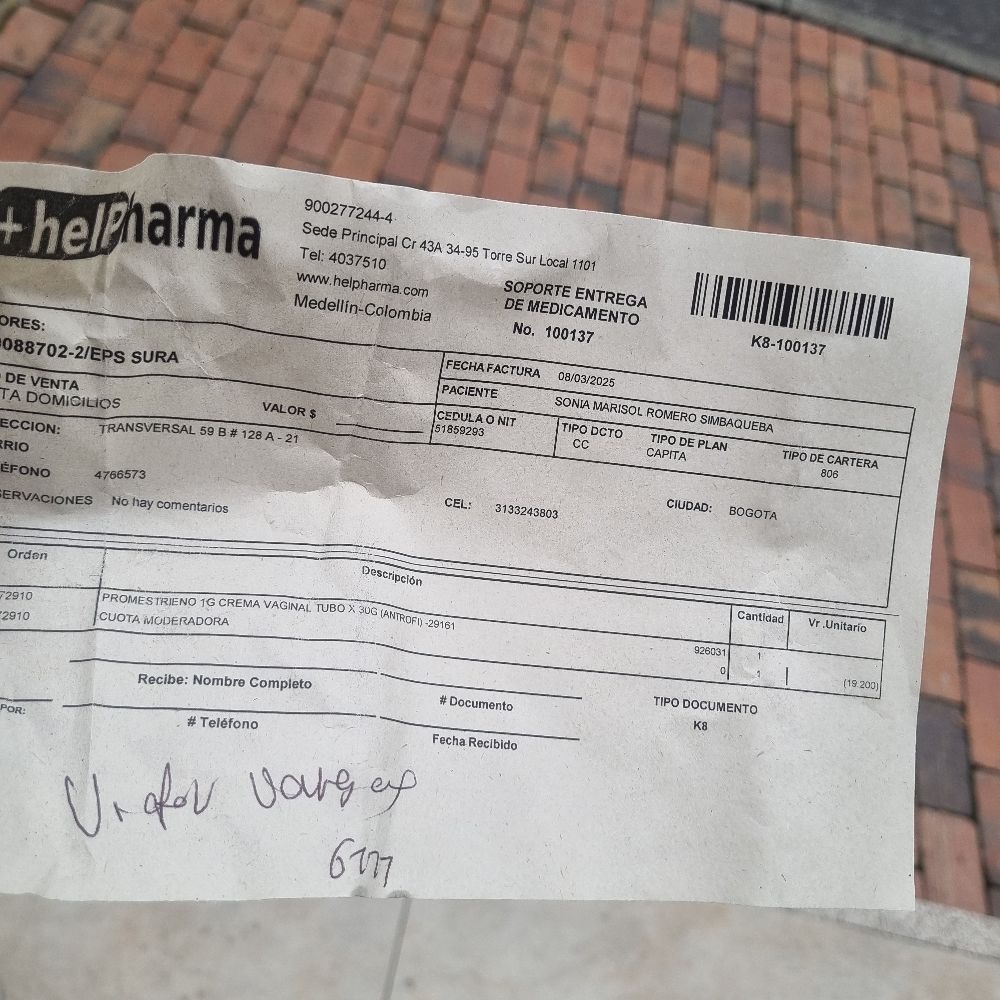 +helPharma
900277244-4
Sede Principal Cr 43A 34-95 Torre Sur Local 1101
Tel: 4037510
www.helpharma.com
Medellín-Colombia
SOPORTE ENTREGA
DE MEDICAMENTO
No. 100137
K8-100137
ORES:
088702-2/EPS SURA
DE VENTA
TA DOMICILIOS
VALOR $
ECCION: TRANSVERSAL 59 B # 128 A - 21
RRIO
ÉFONO 4766573
SERVACIONES No hay comentarios
FECHA FACTURA 08/03/2025
PACIENTE SONIA MARISOL ROMERO SIMBAQUEBA
CEDULA O NIT TIPO DCTO TIPO DE PLAN TIPO DE CARTERA
51859293 CC CAPITA 806
CEL: 3133243803 CIUDAD: BOGOTA
Orden Descripción Cantidad Vr .Unitario
72910 PROMESTRIENO 1G CREMA VAGINAL TUBO X 30G (ANTROFI) -29161 926031 1
2910 CUOTA MODERADORA 0 1 (19.200)
Recibe: Nombre Completo # Documento TIPO DOCUMENTO
POR: # Teléfono Fecha Recibido K8
Vargas